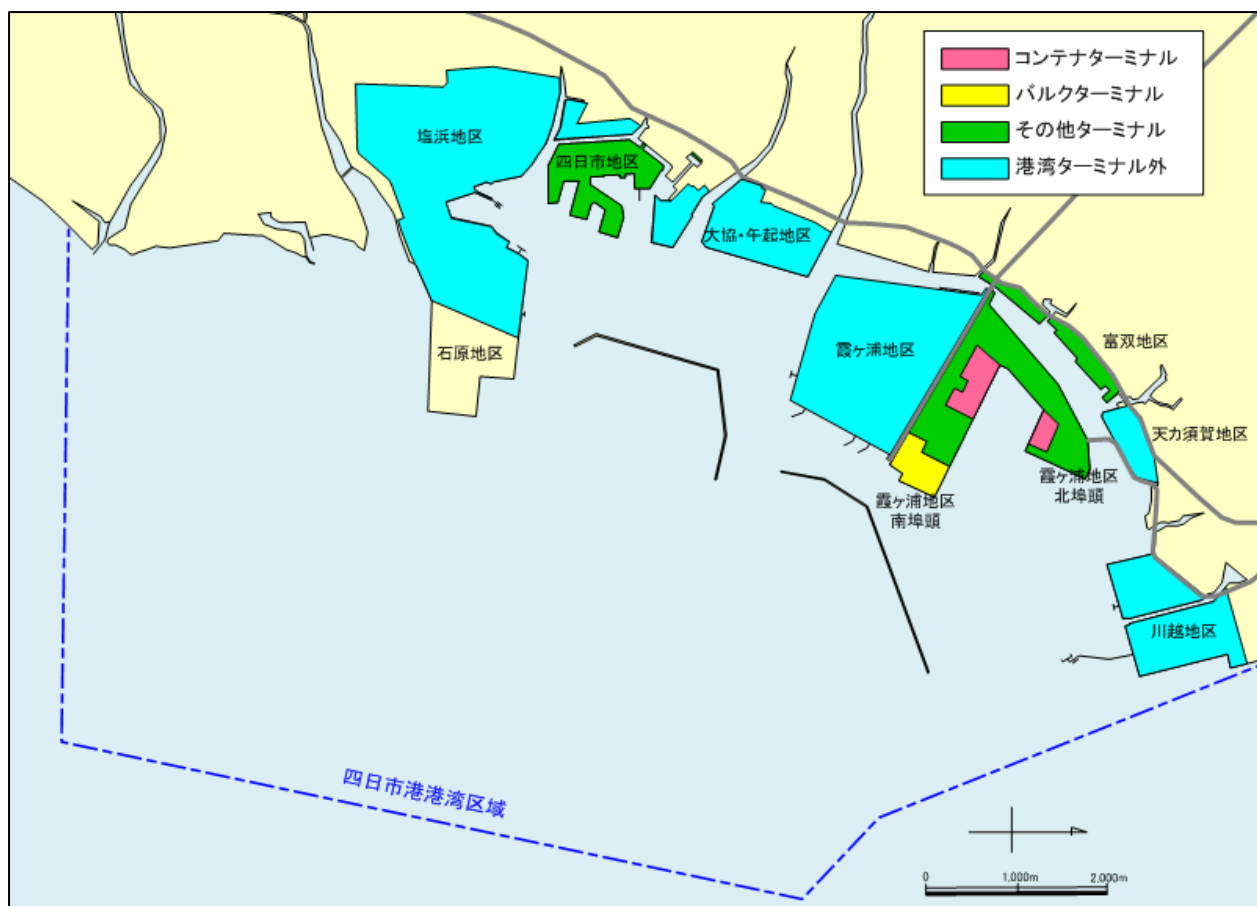 コンテナターミナル
バルクターミナル
その他ターミナル
港湾ターミナル外
塩浜地区
四日市地区
大協・午起地区
石原地区
霞ヶ浦地区
富双地区
天力須賀地区
霞ヶ浦地区
南埠頭
霞ヶ浦地区
北埠頭
川越地区
四日市港港湾区域
0
1,000m
2,000m